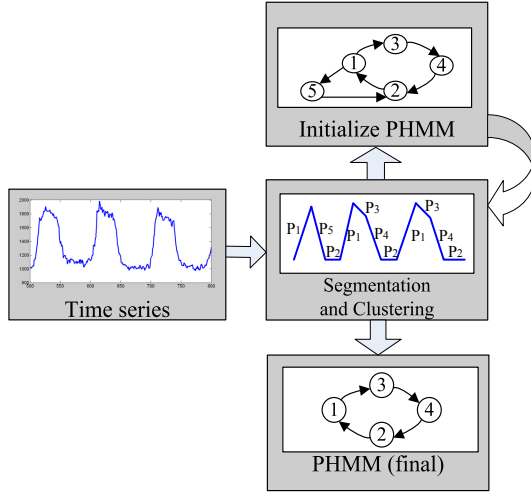 3
1
4
5
2
Initialize PHMM
2000
1800
1600
1400
1200
1000
800
500
550
600
650
700
750
800
Time series
P1
P5
P2
P1
P3
P4
P2
P1
P3
P4
P2
Segmentation
and Clustering
3
1
4
2
PHMM (final)